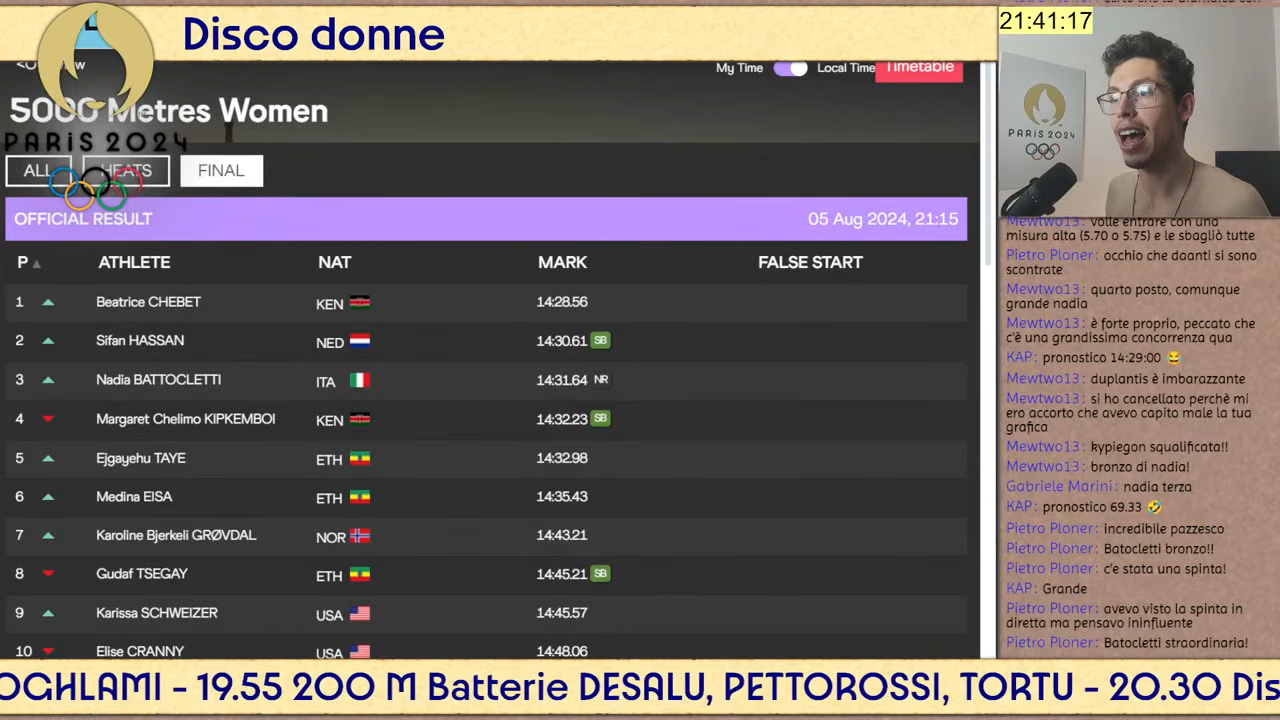 Disco donne
21:41:17
My Time
Local Time
Timetable
5000 Metres Women
PARIS 2024
ALL
HEATS
FINAL
OFFICIAL RESULT
05 Aug 2024, 21:15
P ATHLETE NAT MARK FALSE START
1 Beatrice CHEBET KEN 14:28.56
2 Sifan HASSAN NED 14:30.61 SB
3 Nadia BATTOCLETTI ITA 14:31.64 NR
4 Margaret Chelimo KIPKEMBOI KEN 14:32.23 SB
5 Ejgayehu TAYE ETH 14:32.98
6 Medina EISA ETH 14:35.43
7 Karoline Bjerkeli GRØVDAL NOR 14:43.21
8 Gudaf TSEGAY ETH 14:45.21 SB
9 Karissa SCHWEIZER USA 14:45.57
10 Elise CRANNY USA 14:48.06
PARIS 2024
Mewtwo13: volle entrare con una
misura alta (5.70 o 5.75) e le sbagliò tutte
Pietro Ploner: occhio che daanti si sono
scontrate
Mewtwo13: quarto posto, comunque
grande nadia
Mewtwo13: è forte proprio, peccato che
c'è una grandissima concorrenza qua
KAP: pronostico 14:29:00 😂
Mewtwo13: duplantis è imbarazzante
Mewtwo13: si ho cancellato perchè mi
ero accorto che avevo capito male la tua
grafica
Mewtwo13: kypiegon squalificata!!
Mewtwo13: bronzo di nadia!
Gabriele Marini: nadia terza
KAP: pronostico 69.33 🤣
Pietro Ploner: incredibile pazzesco
Pietro Ploner: Batocletti bronzo!!
Pietro Ploner: c'e stata una spinta!
KAP: Grande
Pietro Ploner: avevo visto la spinta in
diretta ma pensavo ininfluente
Pietro Ploner: Batocletti straordinaria!
OGHLAMI - 19.55 200 M Batterie DESALU, PETTOROSSI, TORTU - 20.30 Dis